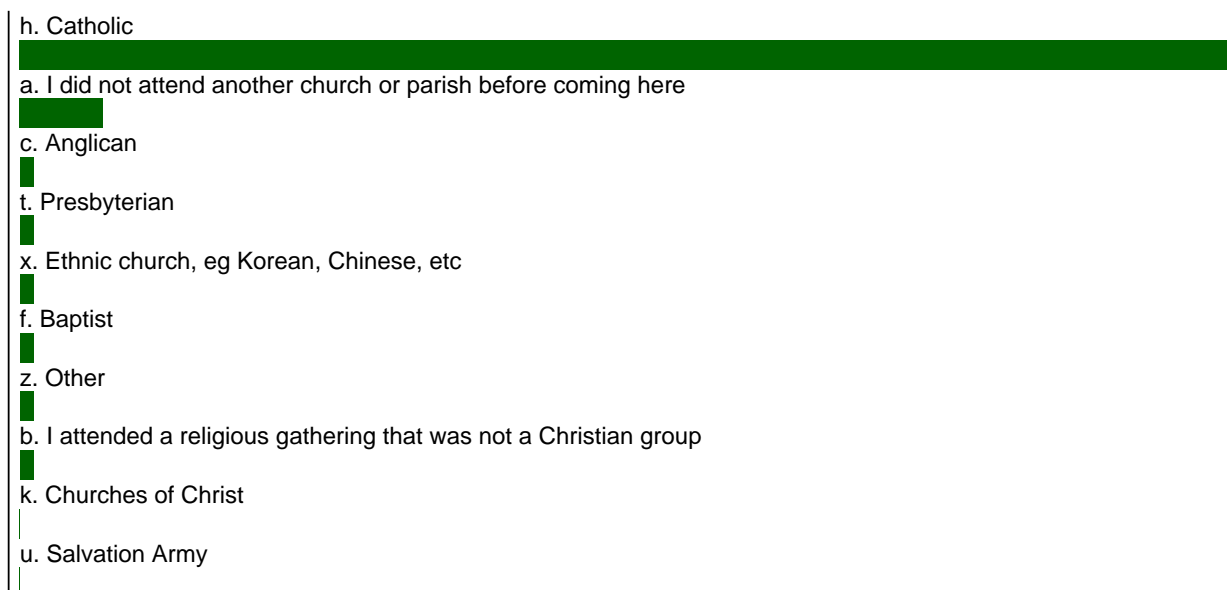 h. Catholic
a. I did not attend another church or parish before coming here
c. Anglican
t. Presbyterian
x. Ethnic church, eg Korean, Chinese, etc
f. Baptist
z. Other
b. I attended a religious gathering that was not a Christian group
k. Churches of Christ
u. Salvation Army